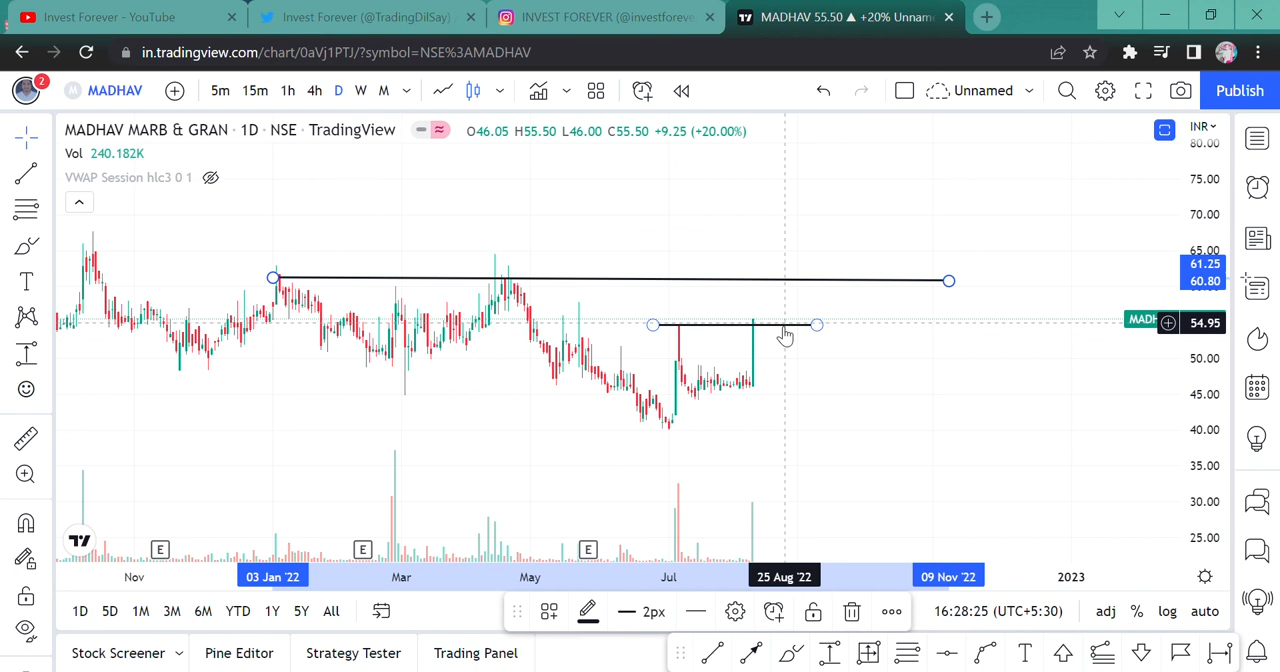 Invest Forever - YouTube
Invest Forever (@TradingDilSay)
INVEST FOREVER (@investforeve
MADHAV 55.50 ▲ +20% Unnam
in.tradingview.com/chart/0aVj1PTJ/?symbol=NSE%3AMADHAV
2
M MADHAV 5m 15m 1h 4h D W M Unnamed Publish
MADHAV MARB & GRAN · 1D · NSE · TradingView O46.05 H55.50 L46.00 C55.50 +9.25 (+20.00%) INR
Vol 240.182K
VWAP Session hlc3 0 1
80.00
75.00
70.00
65.00
61.25
60.80
MADH 54.95
50.00
45.00
40.00
35.00
30.00
25.00
E E E
Nov 03 Jan '22 Mar May Jul 25 Aug '22 09 Nov '22 2023
1D 5D 1M 3M 6M YTD 1Y 5Y All 2px 16:28:25 (UTC+5:30) adj % log auto
Stock Screener Pine Editor Strategy Tester Trading Panel